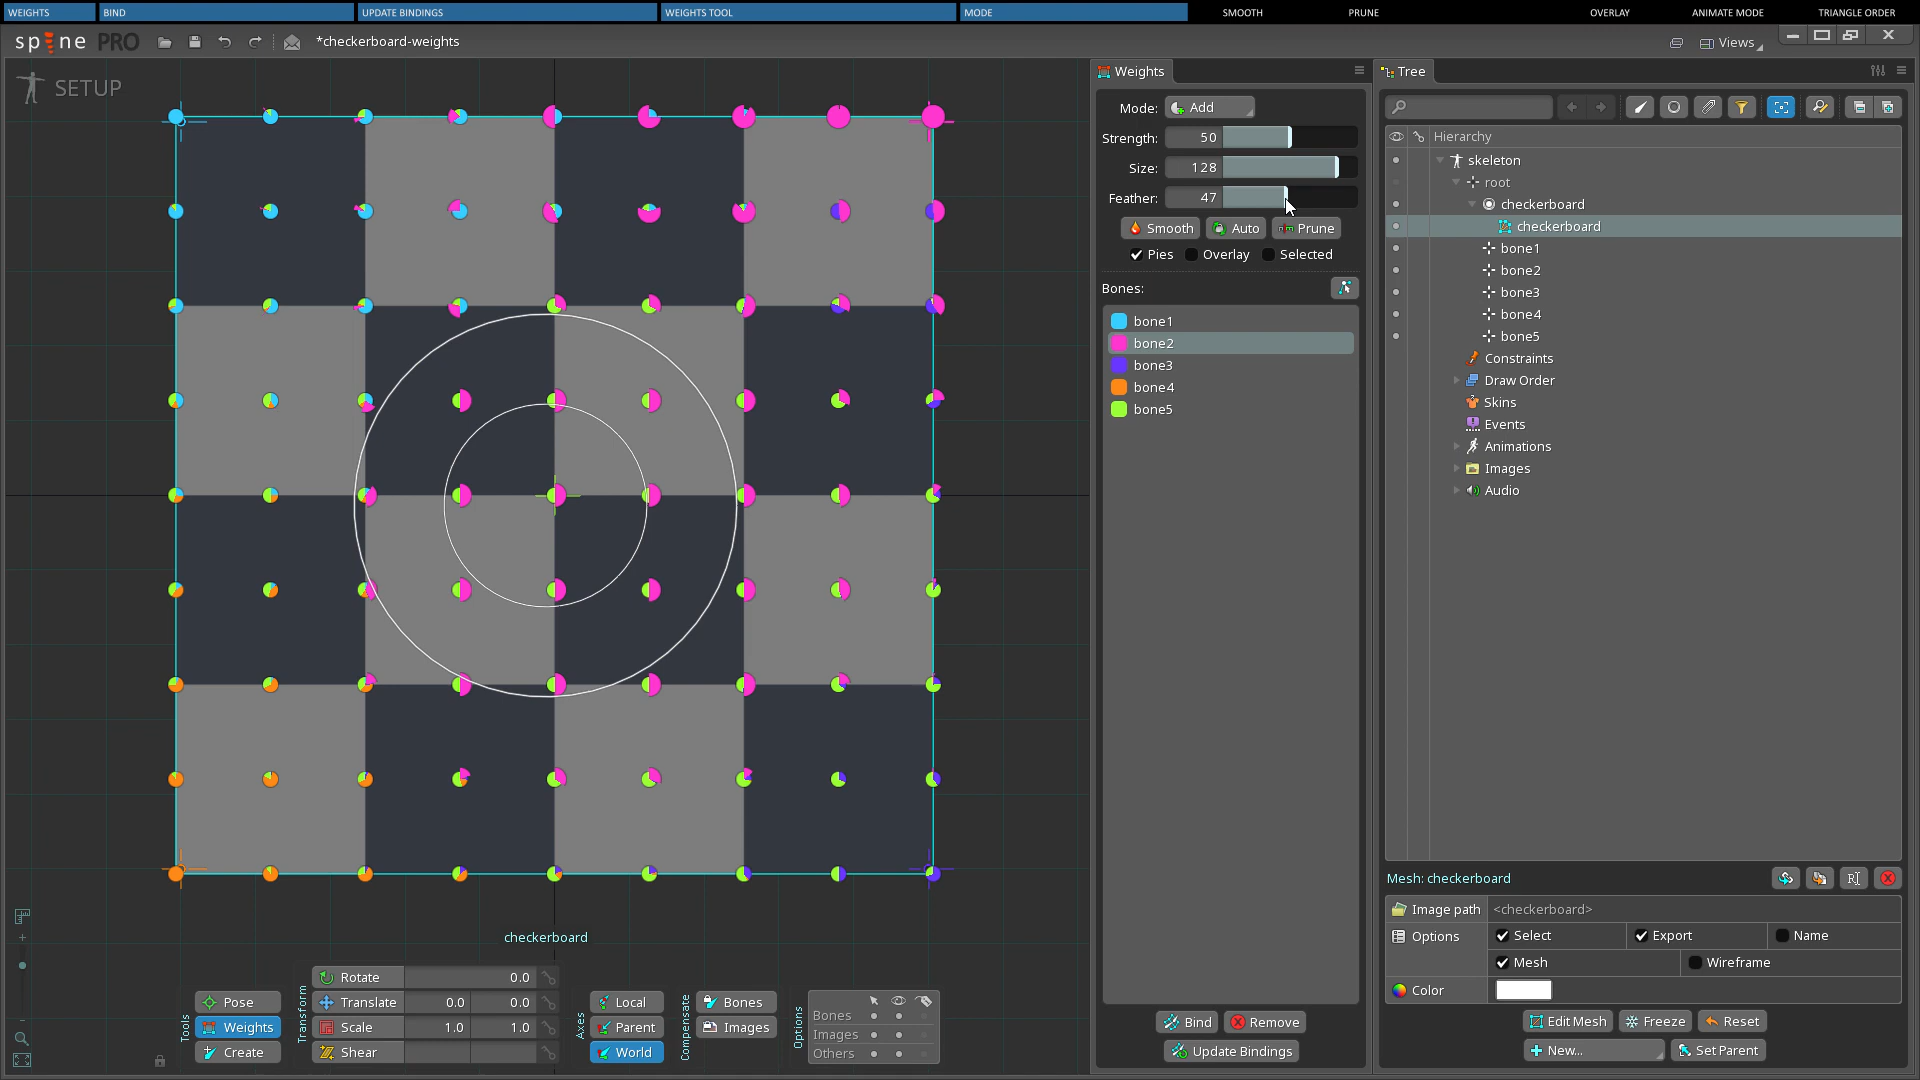 WEIGHTS BIND UPDATE BINDINGS WEIGHTS TOOL MODE SMOOTH PRUNE OVERLAY ANIMATE MODE TRIANGLE ORDER
spine PRO *checkerboard-weights Views
SETUP
Weights
Mode: Add
Strength: 50
Size: 128
Feather: 47
Smooth Auto Prune
Pies Overlay Selected
Bones:
bone1
bone2
bone3
bone4
bone5
Bind Remove
Update Bindings
Tree
Hierarchy
skeleton
root
checkerboard
checkerboard
bone1
bone2
bone3
bone4
bone5
Constraints
Draw Order
Skins
Events
Animations
Images
Audio
Mesh: checkerboard
Image path <checkerboard>
Options Select Export Name
Mesh Wireframe
Color
Edit Mesh Freeze Reset
New... Set Parent
checkerboard
Tools
Pose
Weights
Create
Transform
Rotate 0.0
Translate 0.0 0.0
Scale 1.0 1.0
Shear
Axes
Local
Parent
World
Compensate
Bones
Images
Options
Bones
Images
Others